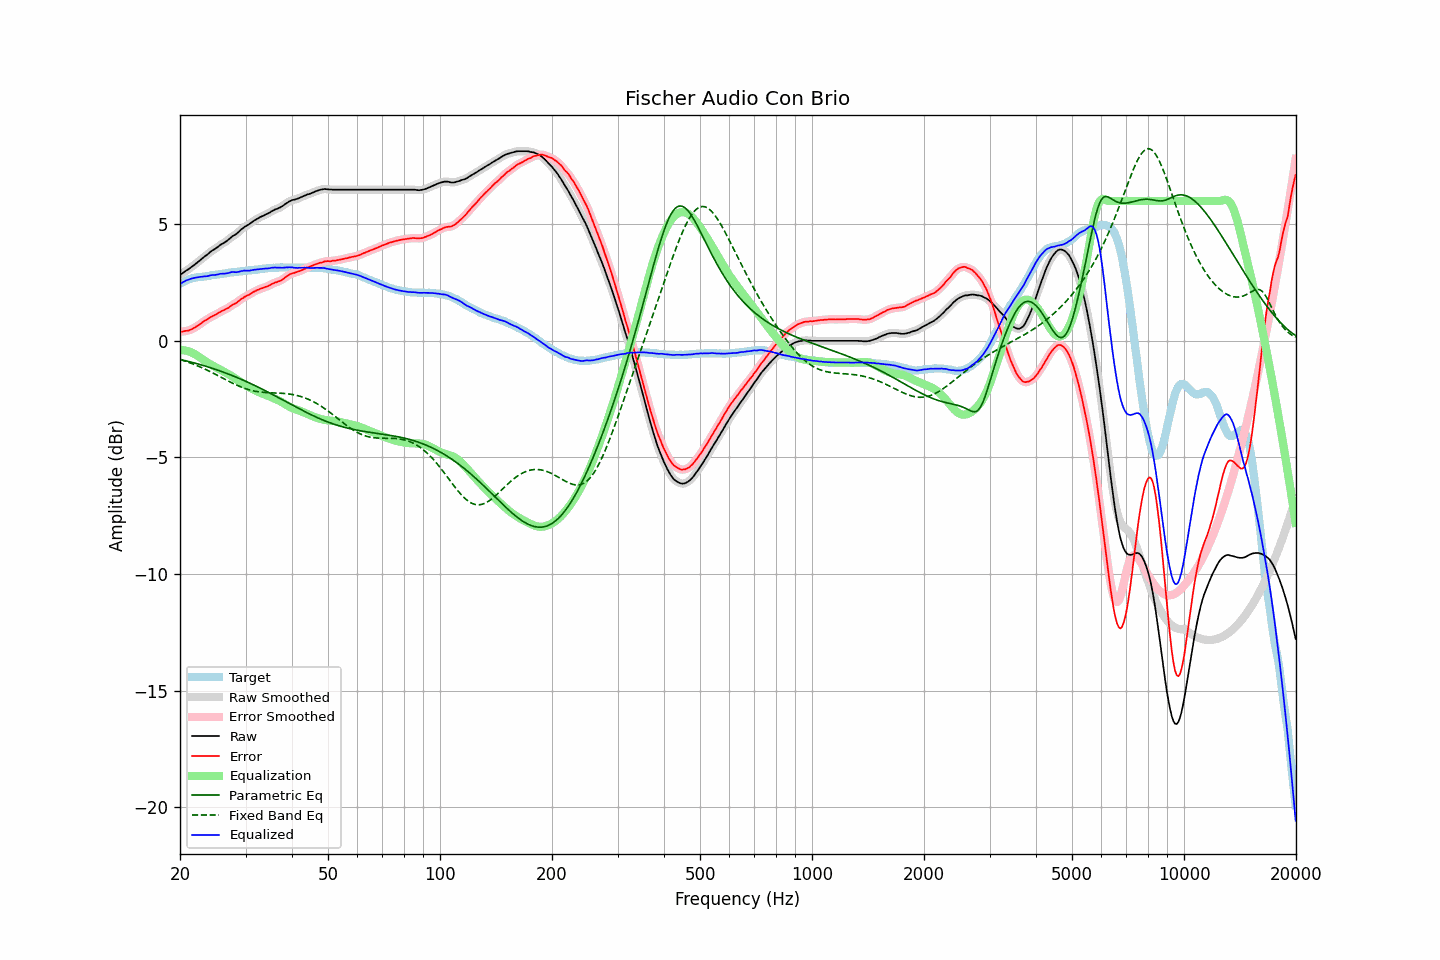 Fischer Audio Con Brio
Amplitude (dBr)
5
0
−5
−10
−15
−20
Target
Raw Smoothed
Error Smoothed
Raw
Error
Equalization
Parametric Eq
Fixed Band Eq
Equalized
20 50 100 200 500 1000 2000 5000 10000 20000
Frequency (Hz)